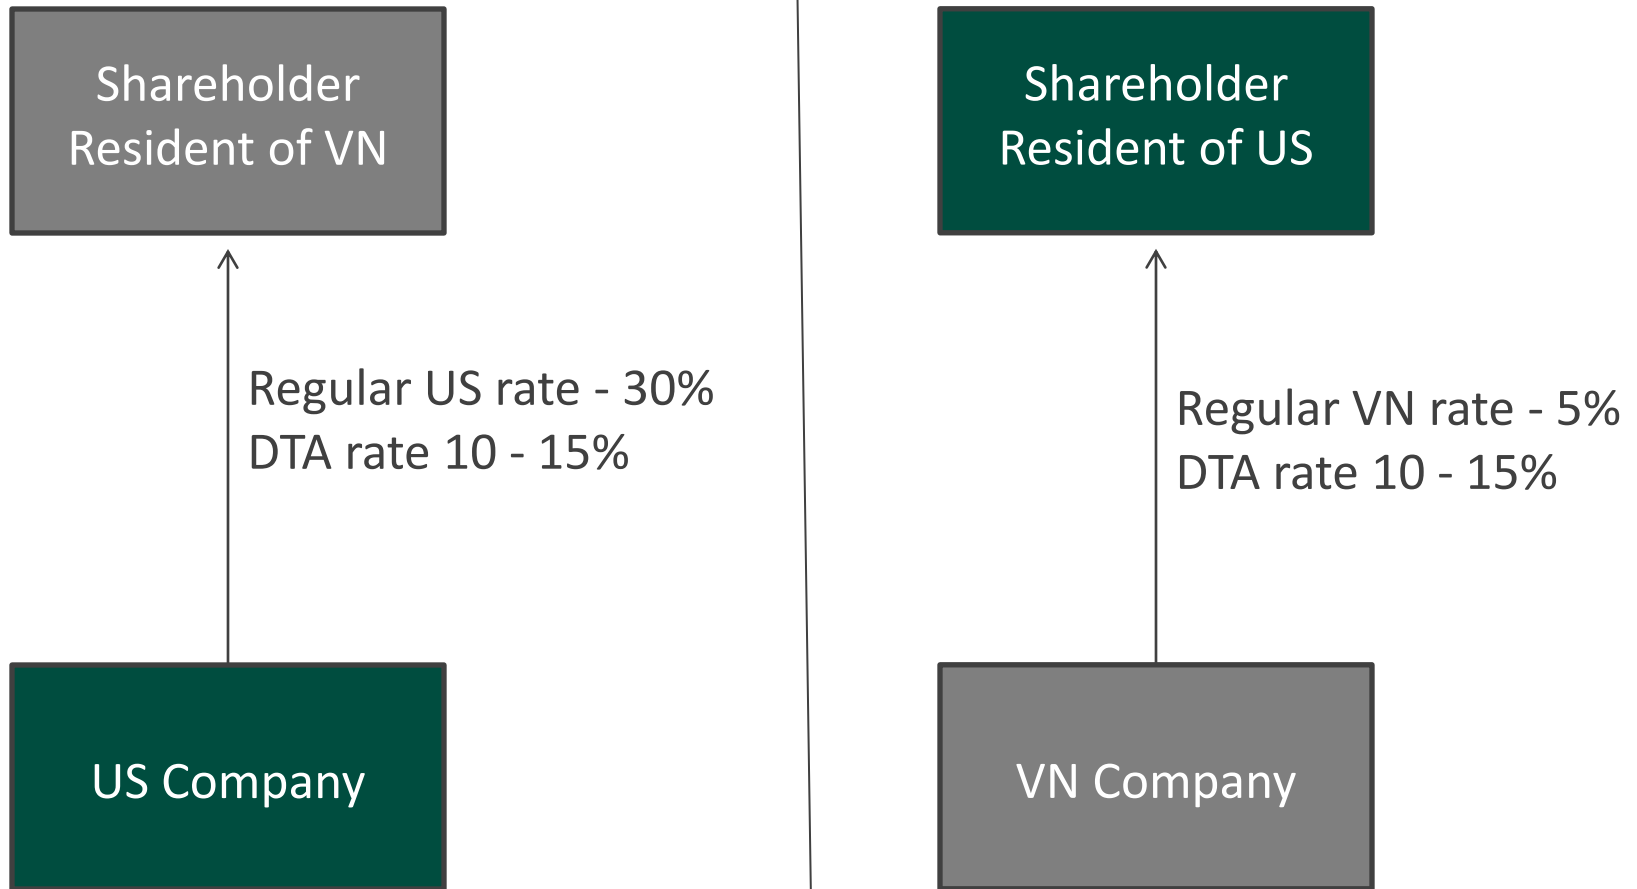 Shareholder
Resident of VN
Regular US rate - 30%
DTA rate 10 - 15%
US Company
Shareholder
Resident of US
Regular VN rate - 5%
DTA rate 10 - 15%
VN Company